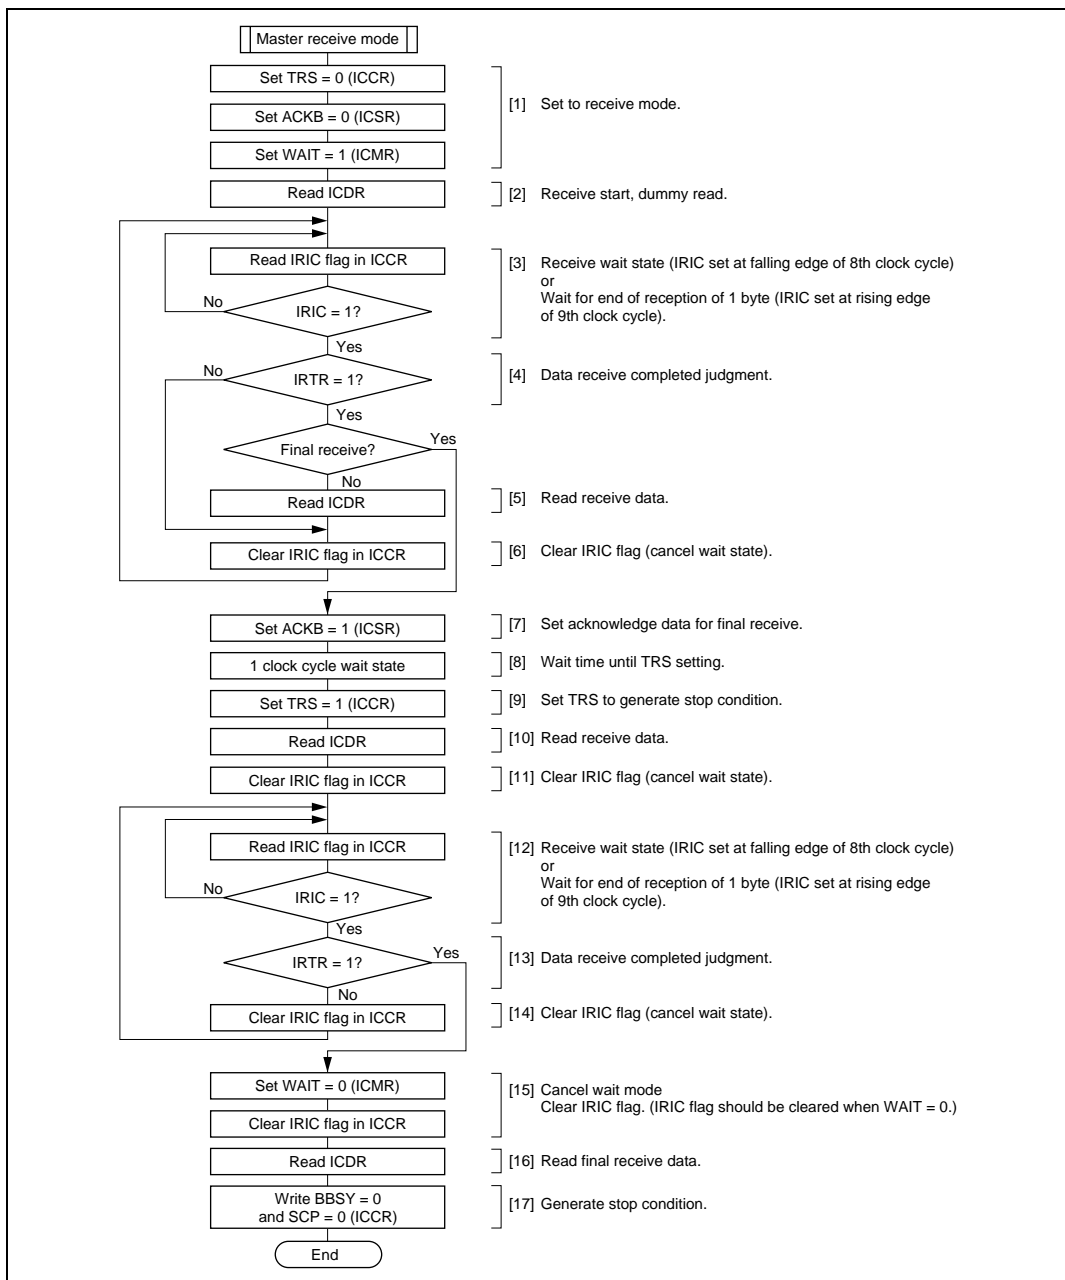 Master receive mode
Set TRS = 0 (ICCR)
Set ACKB = 0 (ICSR)
[1] Set to receive mode.
Set WAIT = 1 (ICMR)
Read ICDR
[2] Receive start, dummy read.
Read IRIC flag in ICCR
[3] Receive wait state (IRIC set at falling edge of 8th clock cycle)
or
Wait for end of reception of 1 byte (IRIC set at rising edge
of 9th clock cycle).
No
IRIC = 1?
Yes
No
IRTR = 1?
[4] Data receive completed judgment.
Yes
Final receive?
Yes
No
Read ICDR
[5] Read receive data.
Clear IRIC flag in ICCR
[6] Clear IRIC flag (cancel wait state).
Set ACKB = 1 (ICSR)
[7] Set acknowledge data for final receive.
1 clock cycle wait state
[8] Wait time until TRS setting.
Set TRS = 1 (ICCR)
[9] Set TRS to generate stop condition.
Read ICDR
[10] Read receive data.
Clear IRIC flag in ICCR
[11] Clear IRIC flag (cancel wait state).
Read IRIC flag in ICCR
[12] Receive wait state (IRIC set at falling edge of 8th clock cycle)
or
Wait for end of reception of 1 byte (IRIC set at rising edge
of 9th clock cycle).
No
IRIC = 1?
Yes
IRTR = 1?
Yes
[13] Data receive completed judgment.
No
Clear IRIC flag in ICCR
[14] Clear IRIC flag (cancel wait state).
Set WAIT = 0 (ICMR)
[15] Cancel wait mode
Clear IRIC flag. (IRIC flag should be cleared when WAIT = 0.)
Clear IRIC flag in ICCR
Read ICDR
[16] Read final receive data.
Write BBSY = 0
and SCP = 0 (ICCR)
[17] Generate stop condition.
End